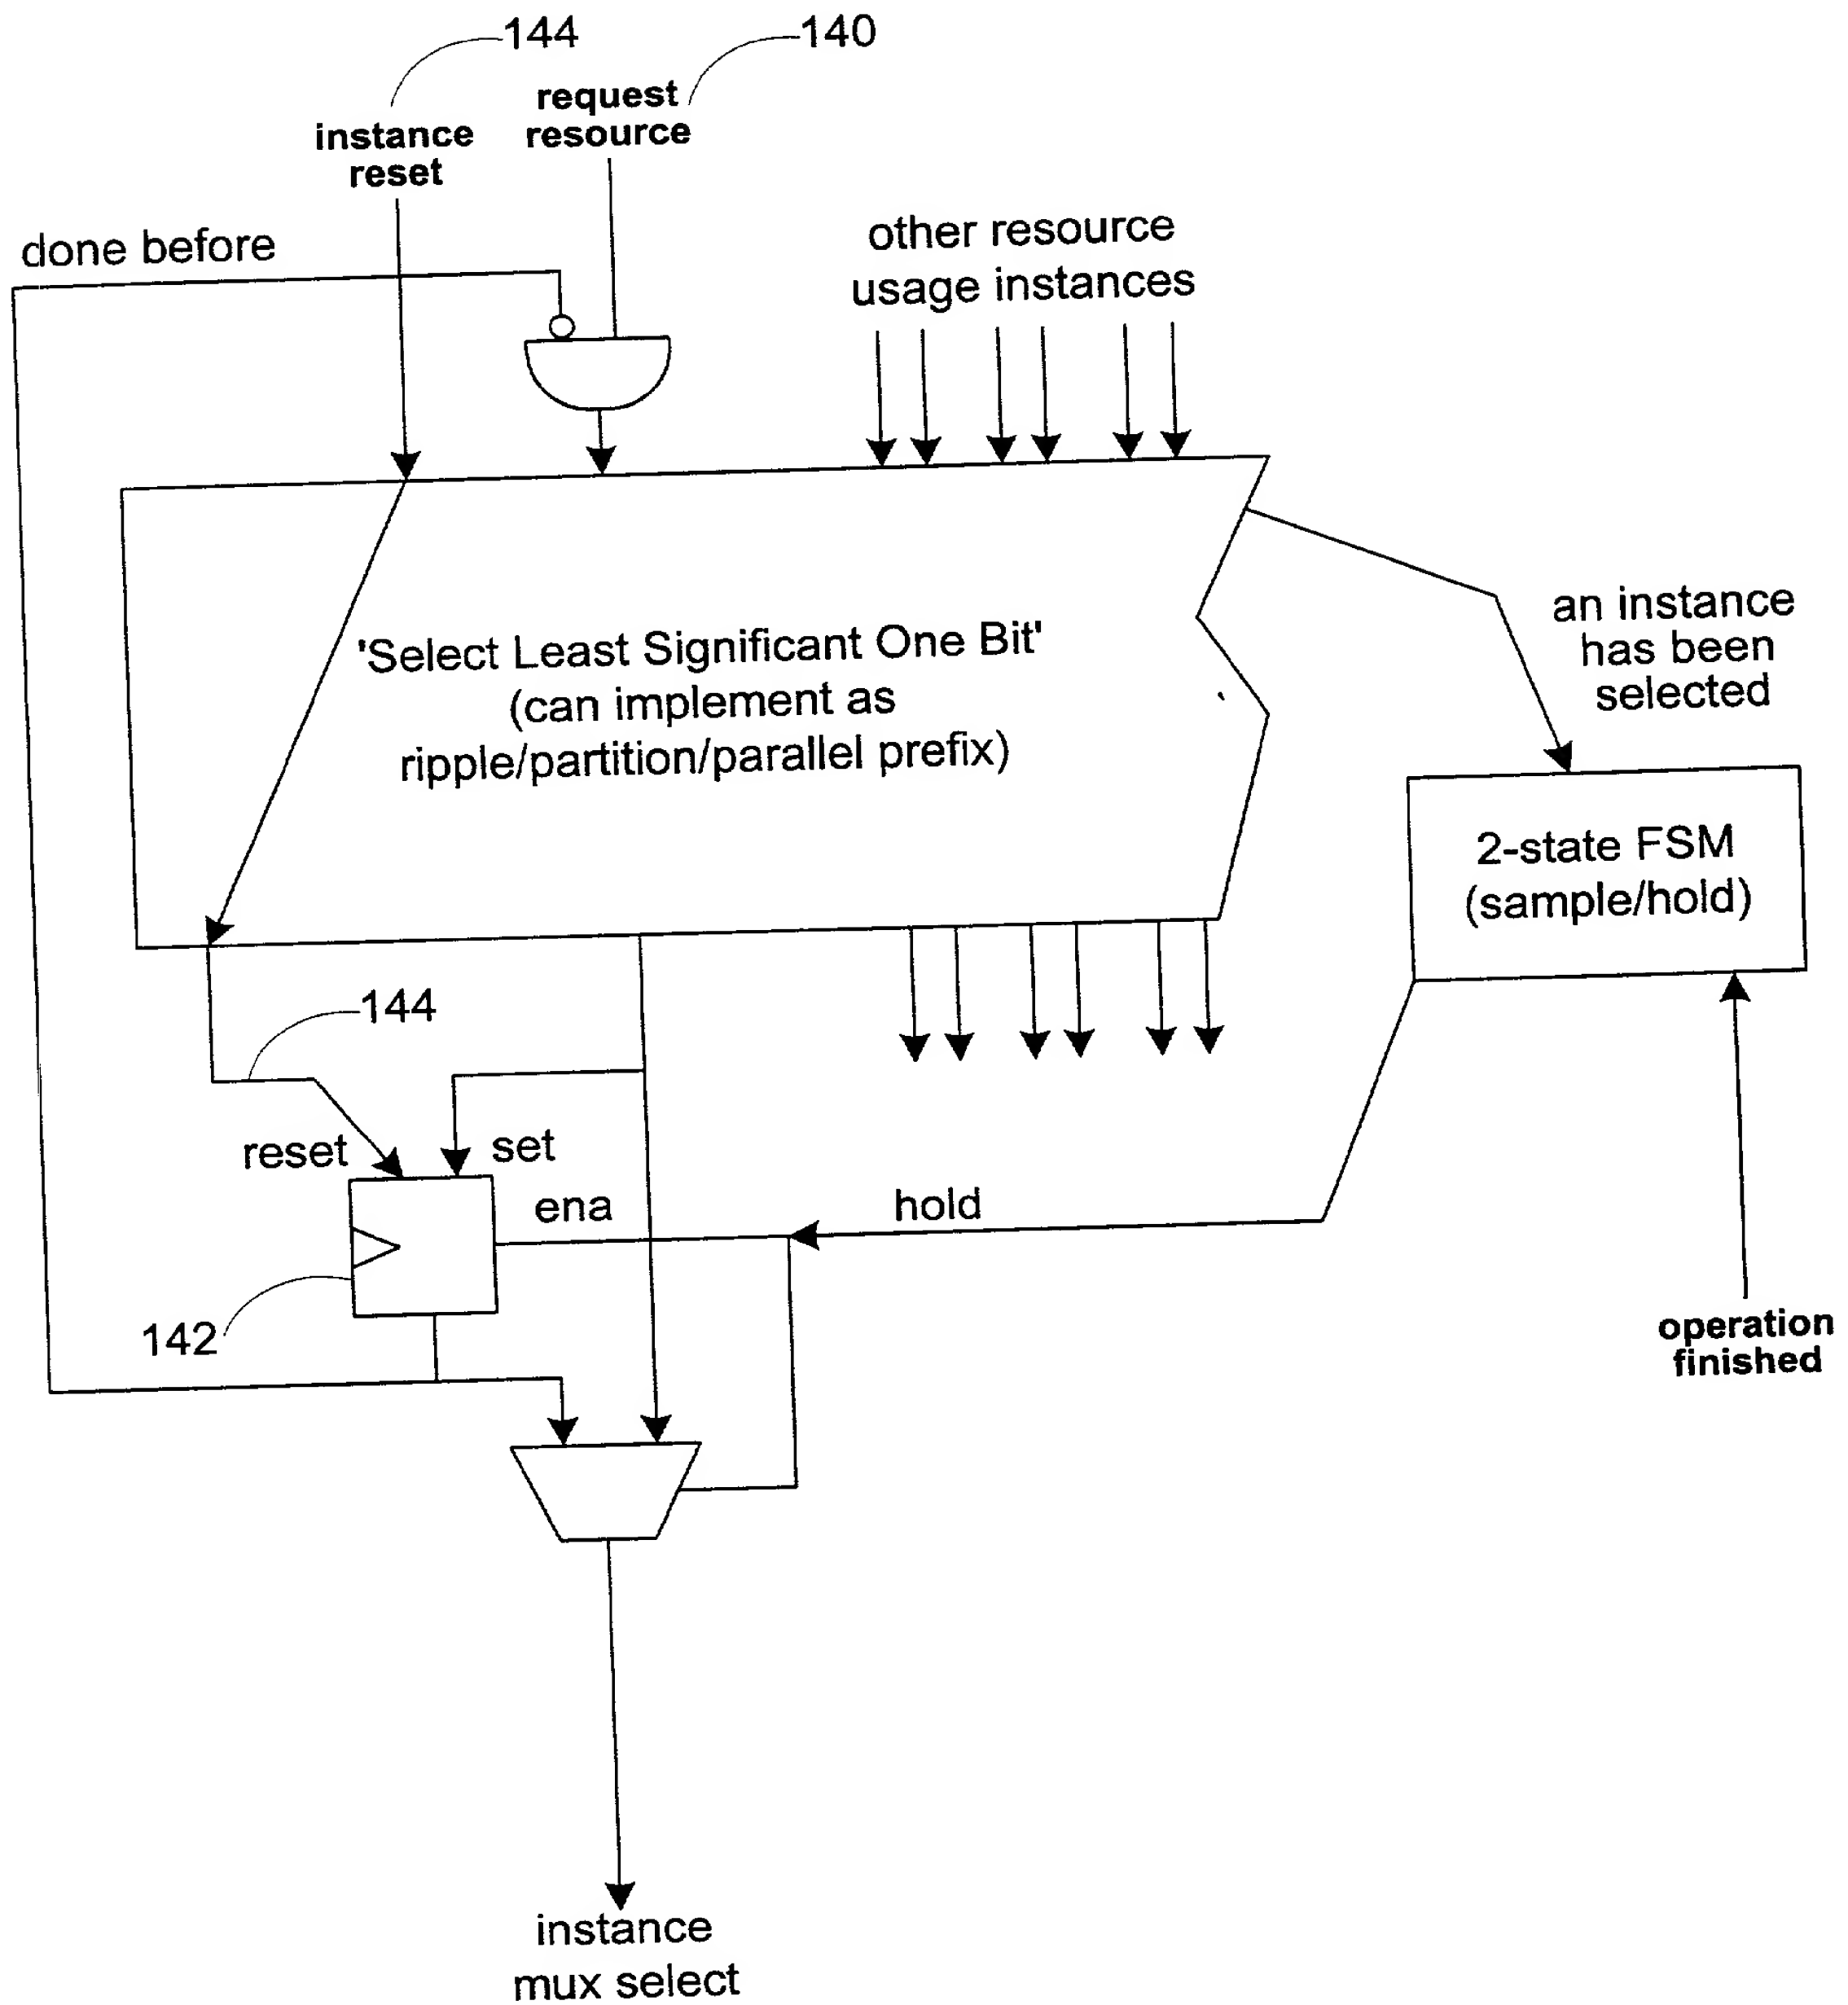 144
140
request
resource
instance
reset
done before
other resource
usage instances
'Select Least Significant One Bit'
(can implement as
ripple/partition/parallel prefix)
an instance
has been
selected
2-state FSM
(sample/hold)
144
reset
set
ena
hold
142
operation
finished
instance
mux select